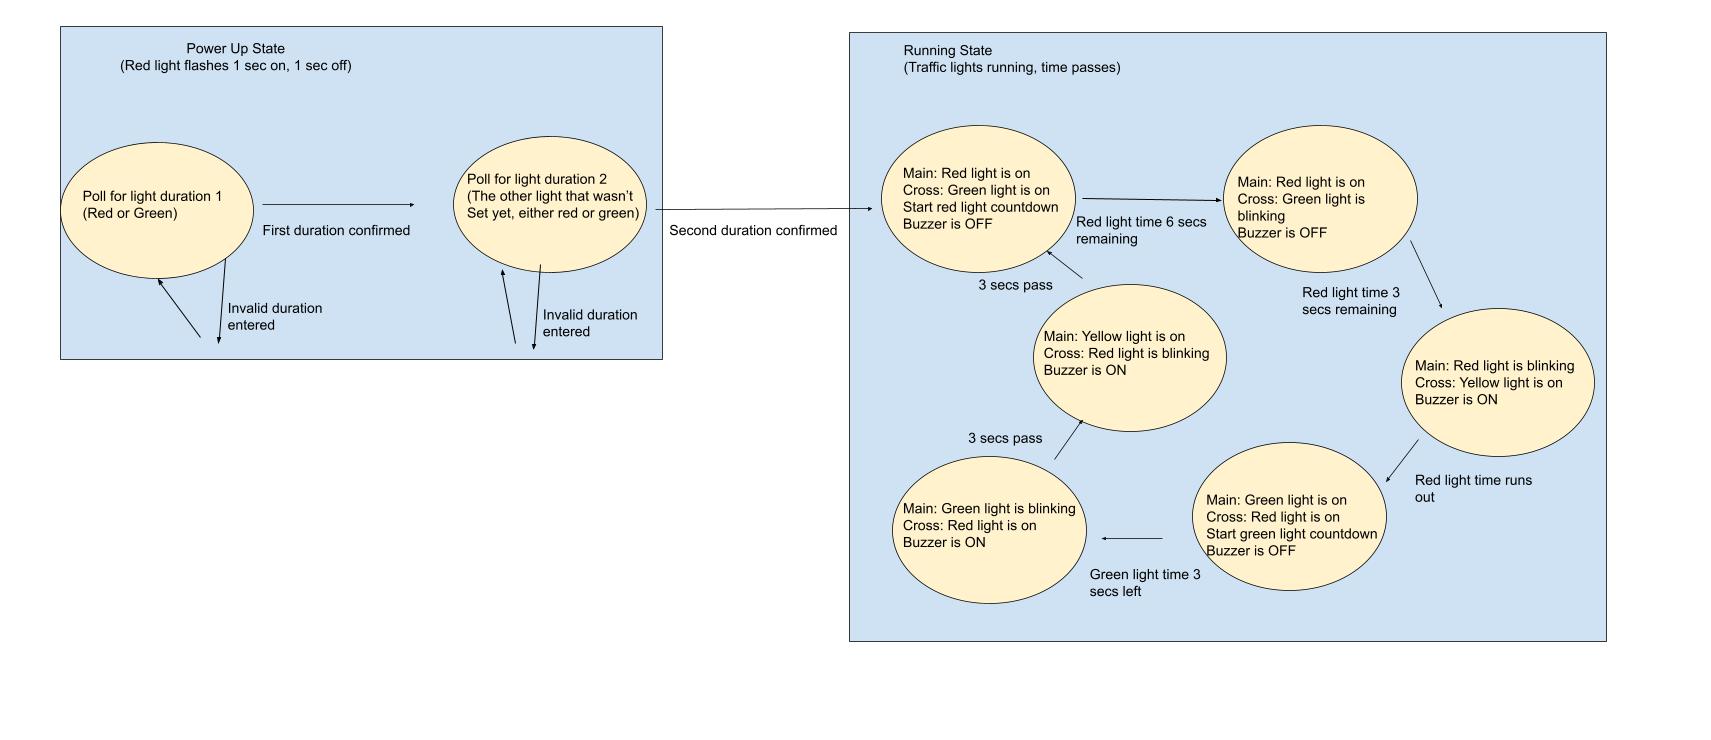 Power Up State
(Red light flashes 1 sec on, 1 sec off)
Poll for light duration 1
(Red or Green)
First duration confirmed
Invalid duration
entered
Poll for light duration 2
(The other light that wasn't
Set yet, either red or green)
Invalid duration
entered
Second duration confirmed
Running State
(Traffic lights running, time passes)
Main: Red light is on
Cross: Green light is on
Start red light countdown
Buzzer is OFF
Red light time 6 secs
remaining
Main: Red light is on
Cross: Green light is
blinking
Buzzer is OFF
Red light time 3
secs remaining
Main: Red light is blinking
Cross: Yellow light is on
Buzzer is ON
Red light time runs
out
Main: Green light is on
Cross: Red light is on
Start green light countdown
Buzzer is OFF
Green light time 3
secs left
Main: Green light is blinking
Cross: Red light is on
Buzzer is ON
3 secs pass
Main: Yellow light is on
Cross: Red light is blinking
Buzzer is ON
3 secs pass